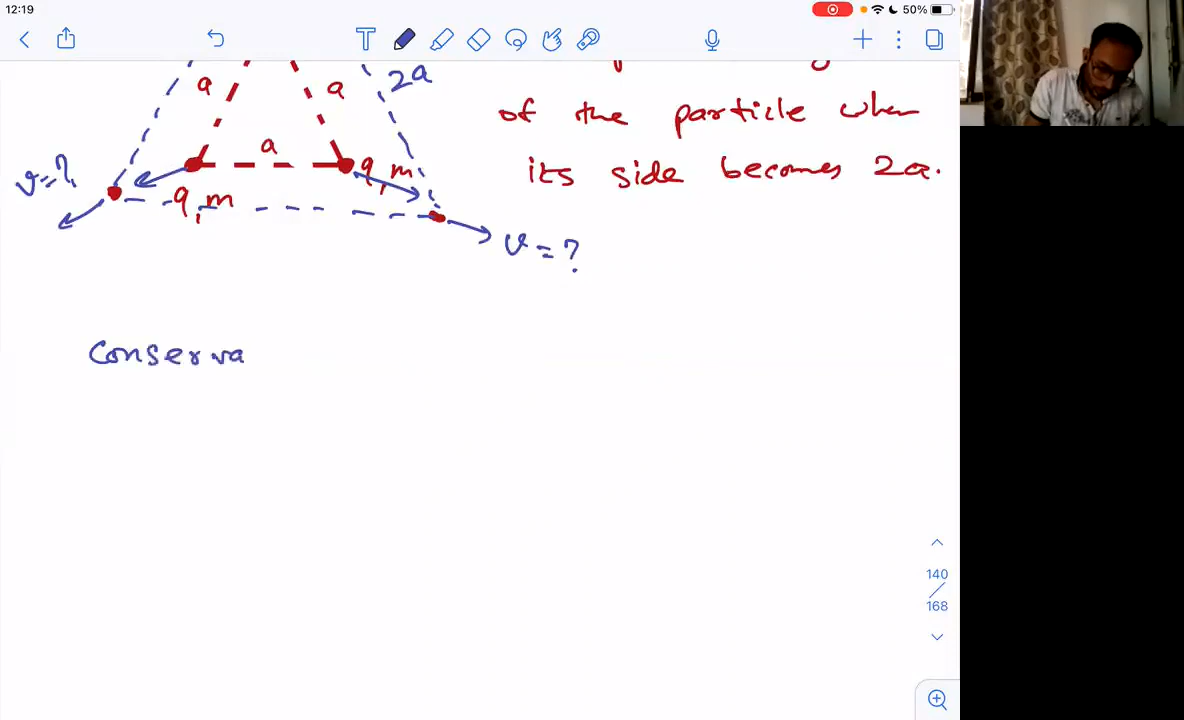 12:19
50%
T
a
a
2a
of the particle when
a
its side becomes 2a.
v=?
q, m
q, m
v = ?
Conserva
140
168